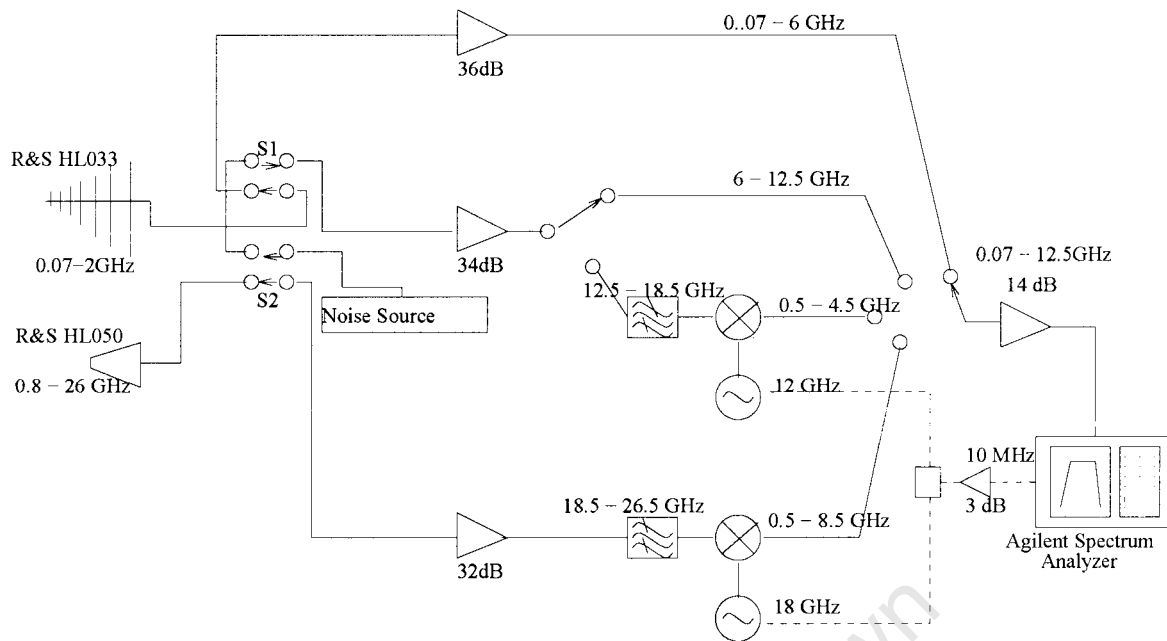 0..07 – 6 GHz
36dB
S1
R&S HL033
6 – 12.5 GHz
0.07–2GHz
34dB
0.07 – 12.5GHz
14 dB
12.5 – 18.5 GHz
0.5 – 4.5 GHz
S2
Noise Source
R&S HL050
0.8 – 26 GHz
12 GHz
10 MHz
3 dB
18.5 – 26.5 GHz
0.5 – 8.5 GHz
32dB
Agilent Spectrum
Analyzer
18 GHz
wn